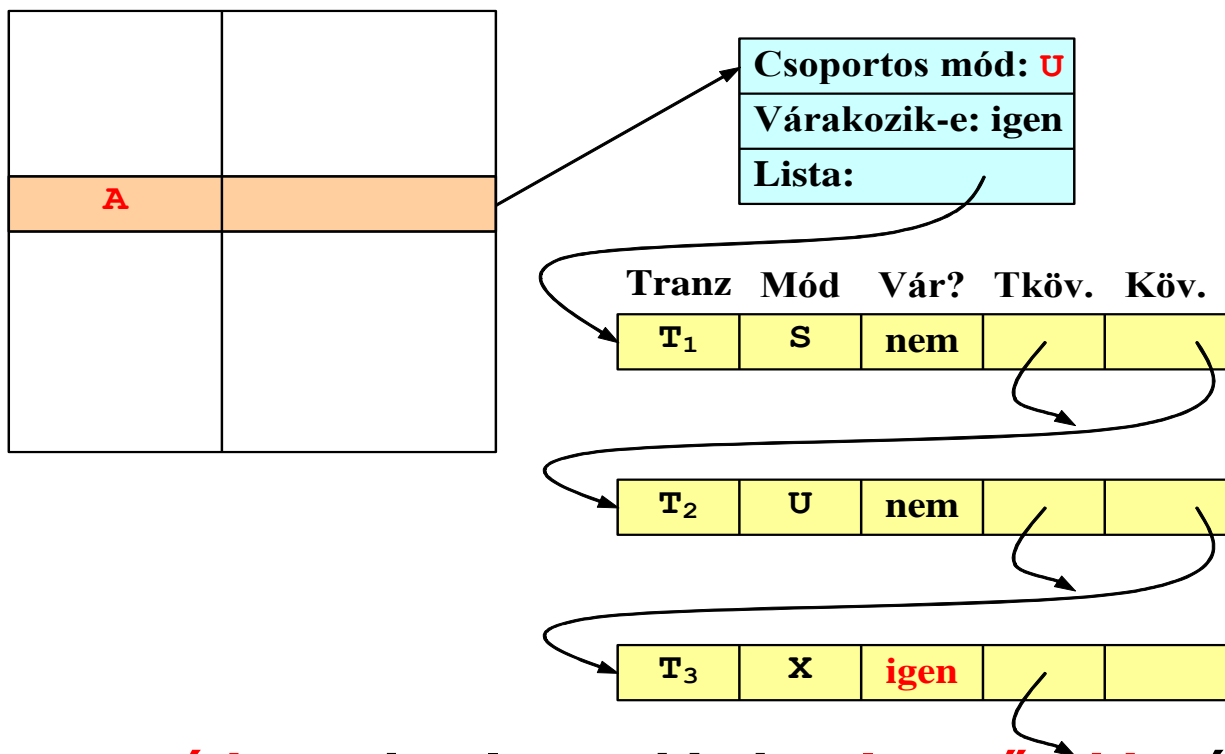 Csoportos mód: U
Várakozik-e: igen
Lista:
A
Tranz Mód Vár? Tköv. Köv.
T₁ S nem
T₂ U nem
T₃ X igen